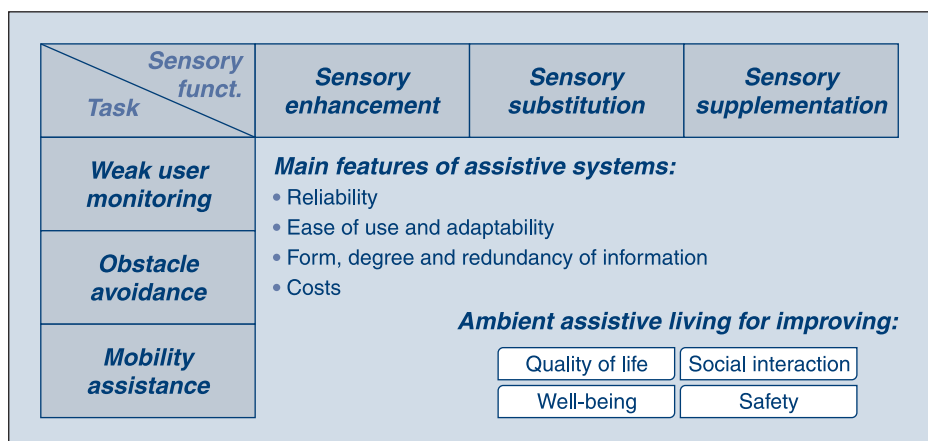 Sensory
funct.
Task
Sensory
enhancement
Sensory
substitution
Sensory
supplementation
Weak user
monitoring
Obstacle
avoidance
Mobility
assistance
Main features of assistive systems:
• Reliability
• Ease of use and adaptability
• Form, degree and redundancy of information
• Costs
Ambient assistive living for improving:
Quality of life
Social interaction
Well-being
Safety